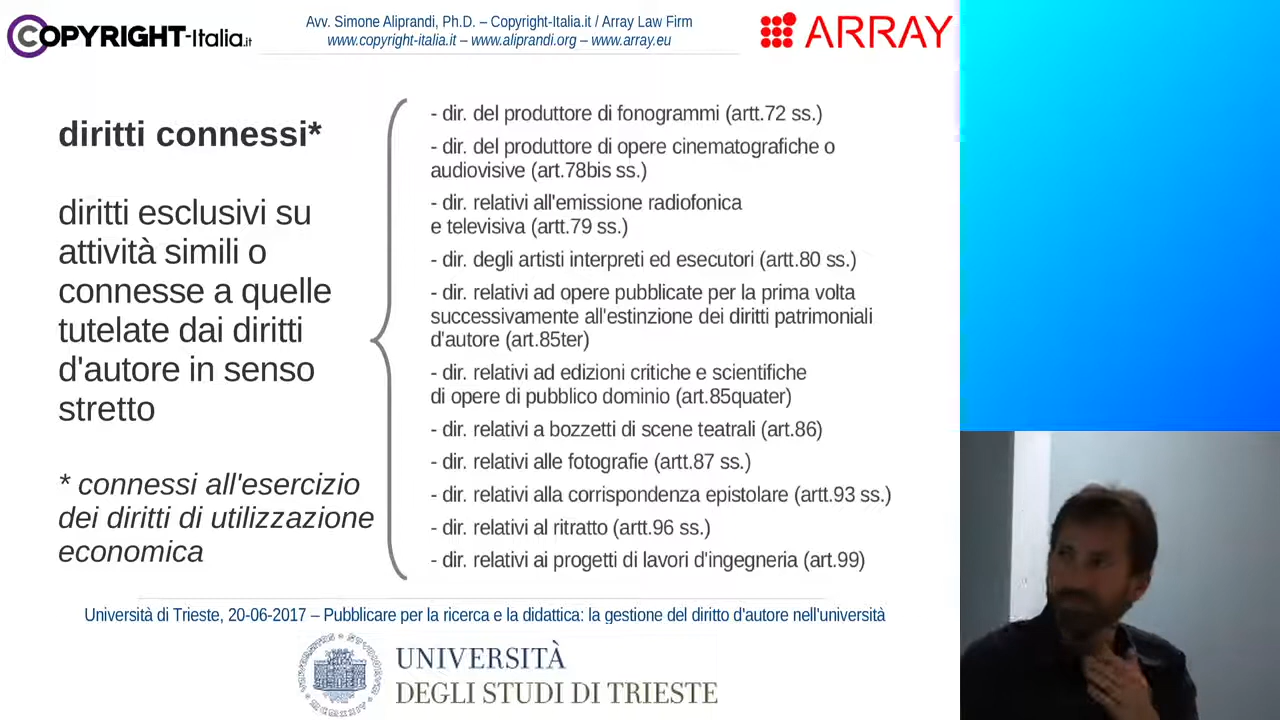 COPYRIGHT-Italia.it
Avv. Simone Aliprandi, Ph.D. – Copyright-Italia.it / Array Law Firm
www.copyright-italia.it – www.aliprandi.org – www.array.eu
ARRAY
diritti connessi*
diritti esclusivi su
attività simili o
connesse a quelle
tutelate dai diritti
d'autore in senso
stretto
* connessi all'esercizio
dei diritti di utilizzazione
economica
- dir. del produttore di fonogrammi (artt.72 ss.)
- dir. del produttore di opere cinematografiche o
audiovisive (art.78bis ss.)
- dir. relativi all'emissione radiofonica
e televisiva (artt.79 ss.)
- dir. degli artisti interpreti ed esecutori (artt.80 ss.)
- dir. relativi ad opere pubblicate per la prima volta
successivamente all'estinzione dei diritti patrimoniali
d'autore (art.85ter)
- dir. relativi ad edizioni critiche e scientifiche
di opere di pubblico dominio (art.85quater)
- dir. relativi a bozzetti di scene teatrali (art.86)
- dir. relativi alle fotografie (artt.87 ss.)
- dir. relativi alla corrispondenza epistolare (artt.93 ss.)
- dir. relativi al ritratto (artt.96 ss.)
- dir. relativi ai progetti di lavori d'ingegneria (art.99)
Università di Trieste, 20-06-2017 – Pubblicare per la ricerca e la didattica: la gestione del diritto d'autore nell'università
UNIVERSITÀ
DEGLI STUDI DI TRIESTE